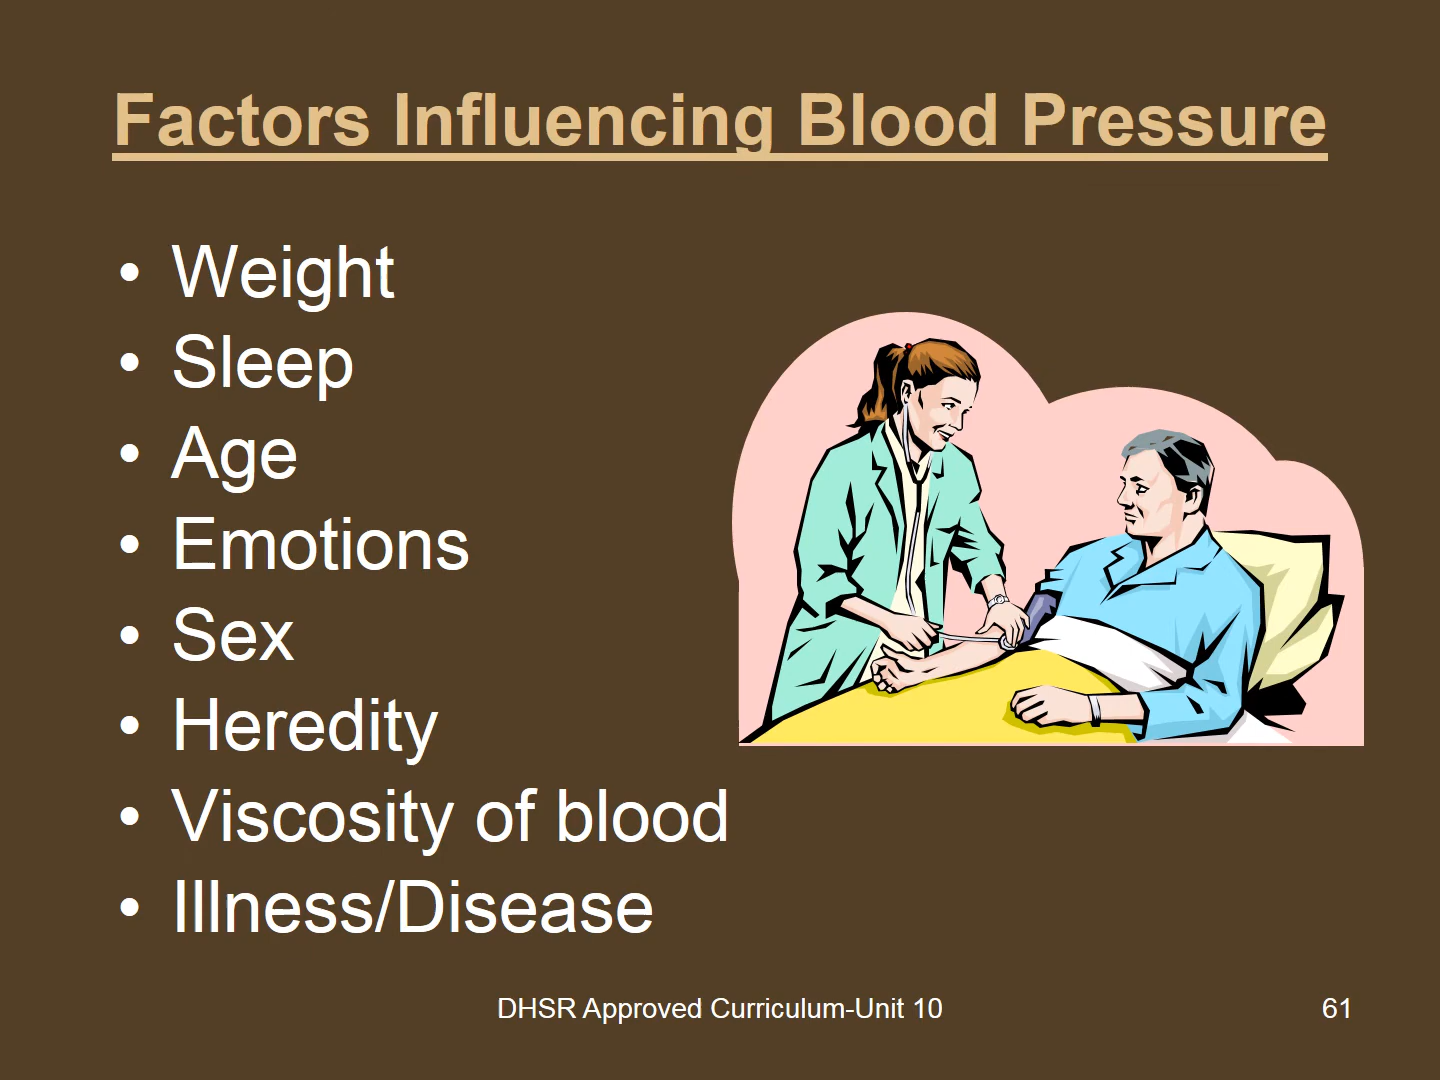 Factors Influencing Blood Pressure
• Weight
• Sleep
• Age
• Emotions
• Sex
• Heredity
• Viscosity of blood
• Illness/Disease
DHSR Approved Curriculum-Unit 10
61